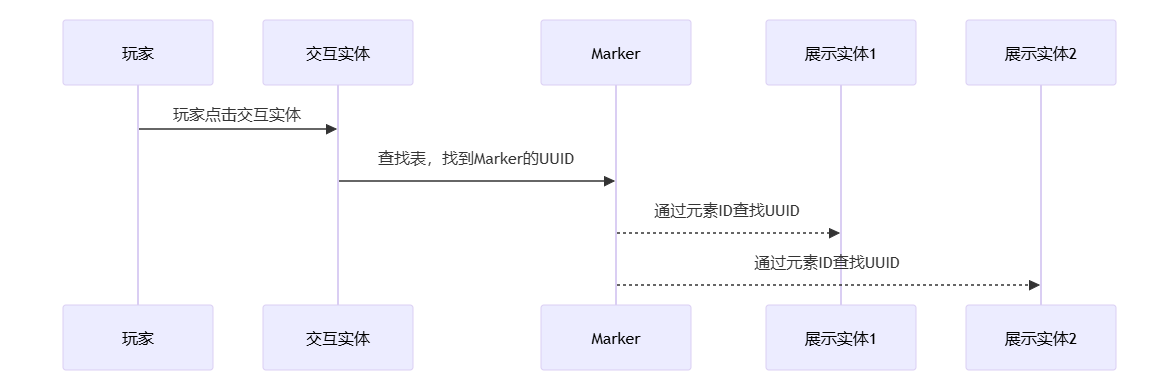 玩家
交互实体
Marker
展示实体1
展示实体2
玩家点击交互实体
查找表，找到Marker的UUID
通过元素ID查找UUID
通过元素ID查找UUID
玩家
交互实体
Marker
展示实体1
展示实体2